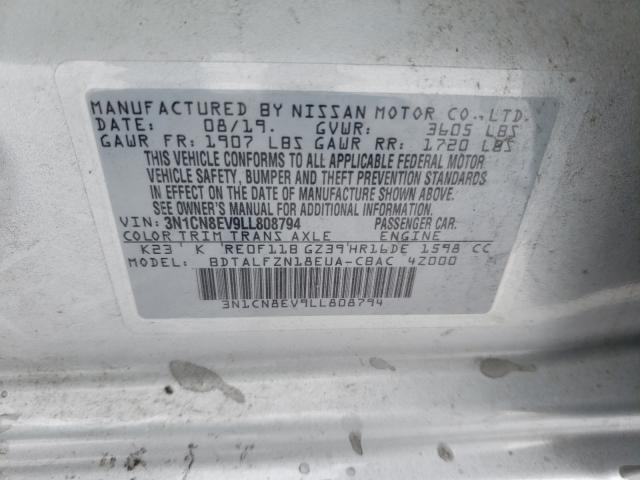 MANUFACTURED BY NISSAN MOTOR CO.,LTD.
DATE: 08/19. GVWR: 3605 LBS
GAWR FR: 1907 LBS GAWR RR: 1720 LBS
THIS VEHICLE CONFORMS TO ALL APPLICABLE FEDERAL MOTOR
VEHICLE SAFETY, BUMPER AND THEFT PREVENTION STANDARDS
IN EFFECT ON THE DATE OF MANUFACTURE SHOWN ABOVE.
SEE OWNER'S MANUAL FOR ADDITIONAL INFORMATION.
VIN: 3N1CN8EV9LL808794 PASSENGER CAR.
COLOR TRIM TRANS AXLE ENGINE
K23 K RE0F11B GZ39 HR16DE 1598 CC
MODEL: BDTALFZN18EUA-CBAC 4Z000
3N1CN8EV9LL808794